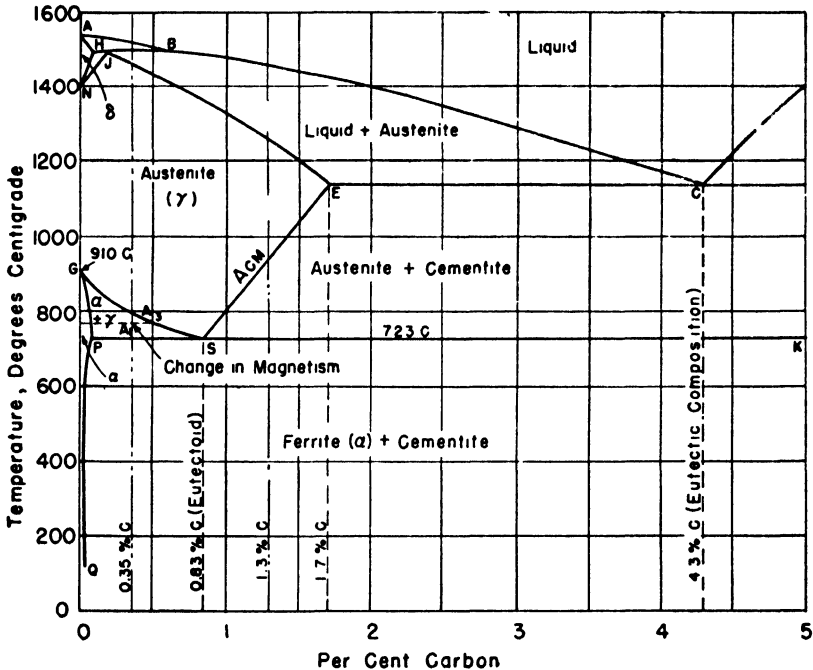 Temperature, Degrees Centigrade
1600
1400
1200
1000
800
600
400
200
0
A
H
B
J
N
δ
Liquid
Liquid + Austenite
Austenite
(γ)
E
C
G
910 C
ACM
Austenite + Cementite
α
± γ
A3
A1
P
S
723 C
K
Change in Magnetism
α
Ferrite (α) + Cementite
Q
0.35 % C
0.83 % C (Eutectoid)
1.3 % C
1.7 % C
4.3 % C (Eutectic Composition)
0 1 2 3 4 5
Per Cent Carbon